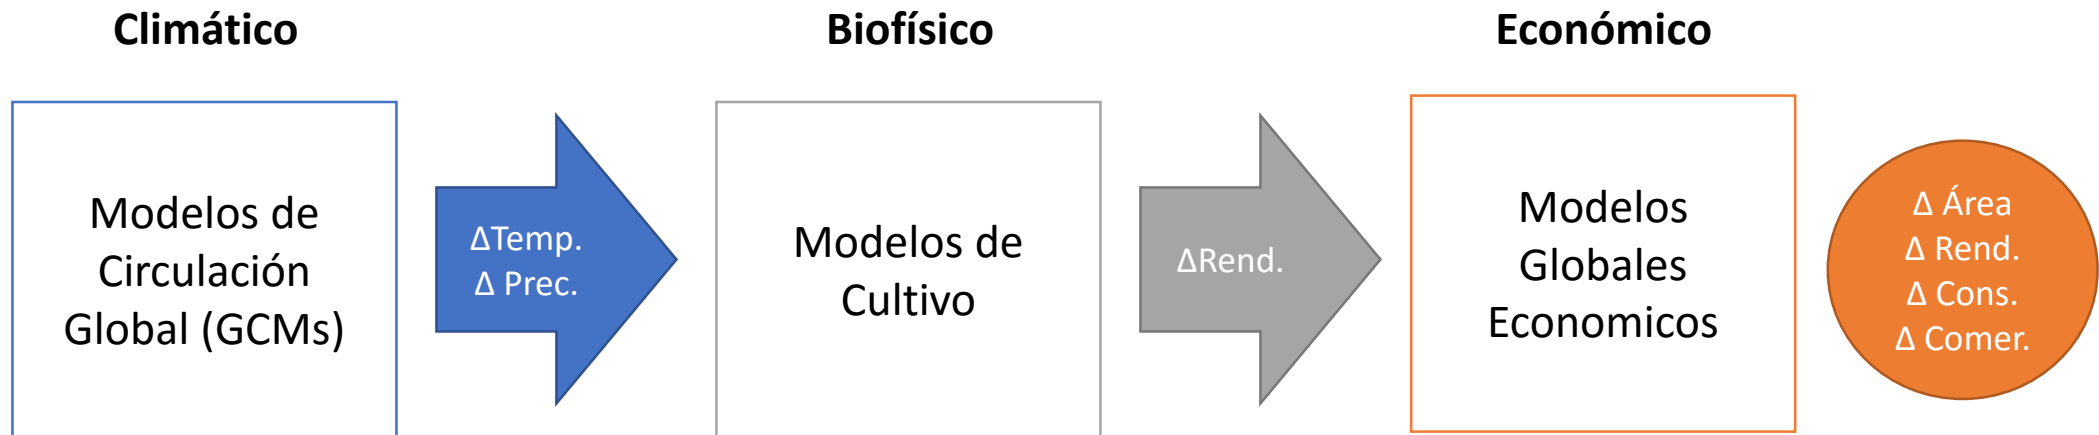 Climático
Biofísico
Económico
Modelos de
Circulación
Global (GCMs)
ΔTemp.
Δ Prec.
Modelos de
Cultivo
ΔRend.
Modelos
Globales
Economicos
Δ Área
Δ Rend.
Δ Cons.
Δ Comer.